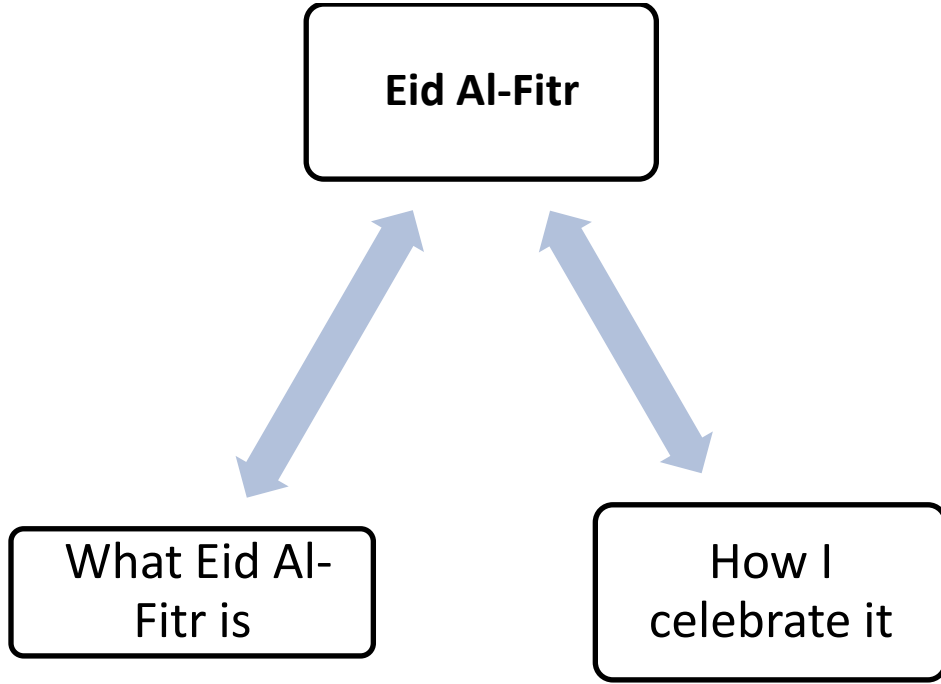 Eid Al-Fitr
What Eid Al-
Fitr is
How I
celebrate it